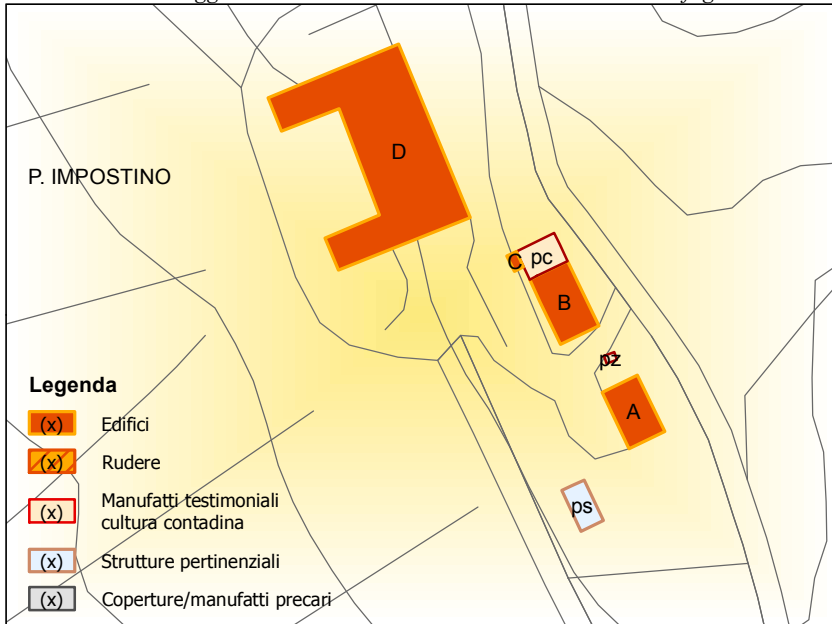 D
P. IMPOSTINO
C
pc
B
pz
A
ps
Legenda
(x) Edifici
(x) Rudere
(x) Manufatti testimoniali
cultura contadina
(x) Strutture pertinenziali
(x) Coperture/manufatti precari